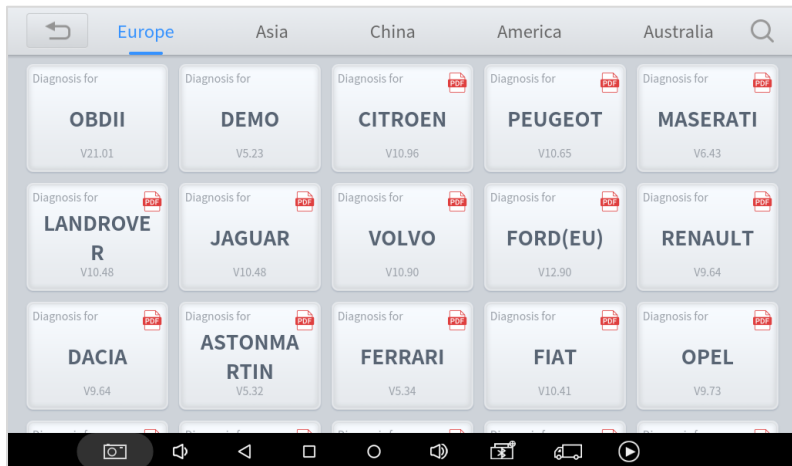 Europe Asia China America Australia
Diagnosis for Diagnosis for Diagnosis for PDF Diagnosis for PDF Diagnosis for PDF
OBDII DEMO CITROEN PEUGEOT MASERATI
V21.01 V5.23 V10.96 V10.65 V6.43
Diagnosis for PDF Diagnosis for PDF Diagnosis for PDF Diagnosis for PDF Diagnosis for PDF
LANDROVE
R JAGUAR VOLVO FORD(EU) RENAULT
V10.48 V10.48 V10.90 V12.90 V9.64
Diagnosis for PDF Diagnosis for PDF Diagnosis for PDF Diagnosis for PDF Diagnosis for PDF
DACIA ASTONMA
RTIN FERRARI FIAT OPEL
V9.64 V5.32 V5.34 V10.41 V9.73